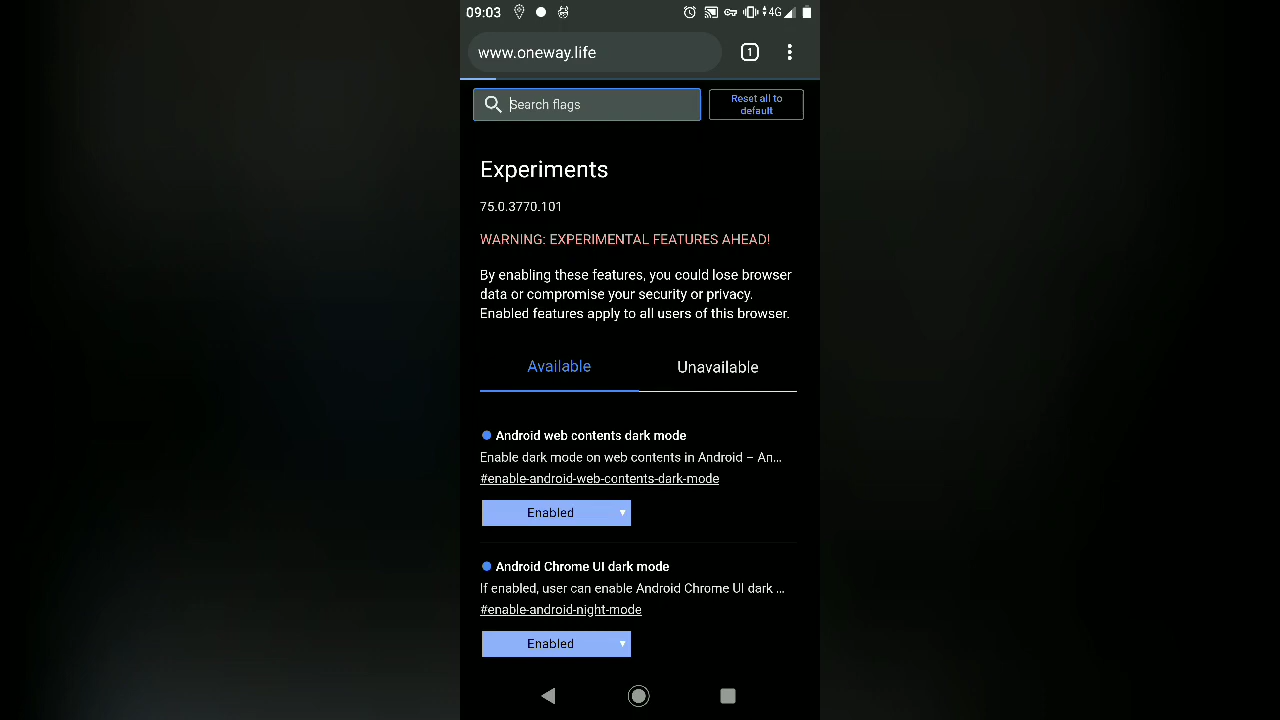 09:03
4G
www.oneway.life
1
Search flags
Reset all to
default
Experiments
75.0.3770.101
WARNING: EXPERIMENTAL FEATURES AHEAD!
By enabling these features, you could lose browser
data or compromise your security or privacy.
Enabled features apply to all users of this browser.
Available
Unavailable
Android web contents dark mode
Enable dark mode on web contents in Android – An...
#enable-android-web-contents-dark-mode
Enabled
Android Chrome UI dark mode
If enabled, user can enable Android Chrome UI dark ...
#enable-android-night-mode
Enabled